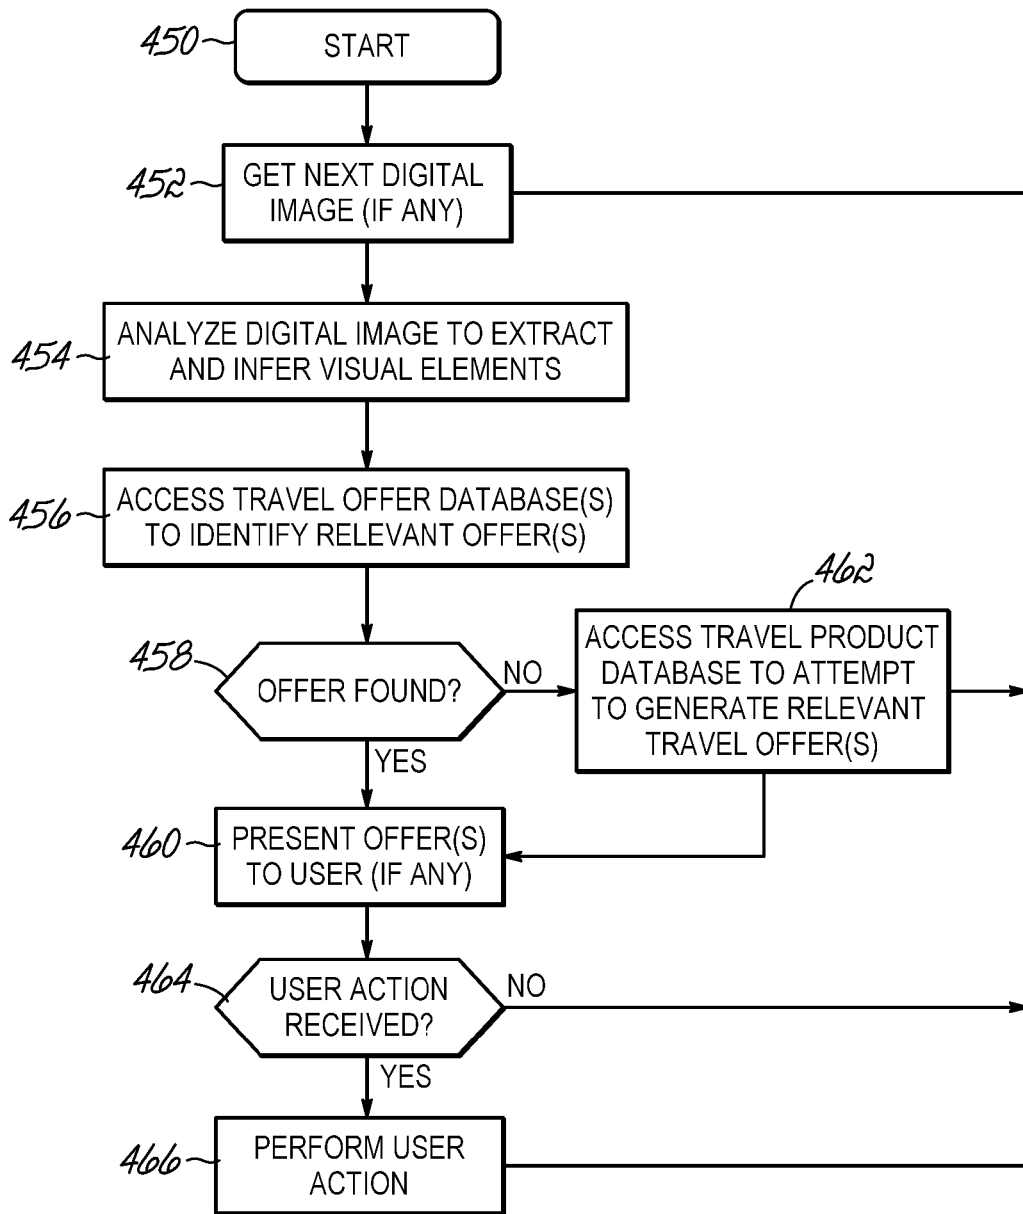 450
START
452
GET NEXT DIGITAL
IMAGE (IF ANY)
454
ANALYZE DIGITAL IMAGE TO EXTRACT
AND INFER VISUAL ELEMENTS
456
ACCESS TRAVEL OFFER DATABASE(S)
TO IDENTIFY RELEVANT OFFER(S)
458
OFFER FOUND?
NO
YES
462
ACCESS TRAVEL PRODUCT
DATABASE TO ATTEMPT
TO GENERATE RELEVANT
TRAVEL OFFER(S)
460
PRESENT OFFER(S)
TO USER (IF ANY)
464
USER ACTION
RECEIVED?
NO
YES
466
PERFORM USER
ACTION